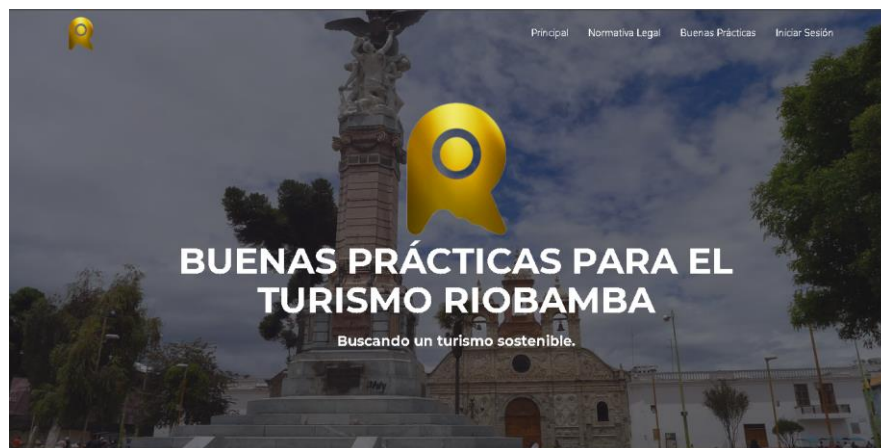 Principal Normativa Legal Buenas Prácticas Iniciar Sesión
BUENAS PRÁCTICAS PARA EL
TURISMO RIOBAMBA
Buscando un turismo sostenible.